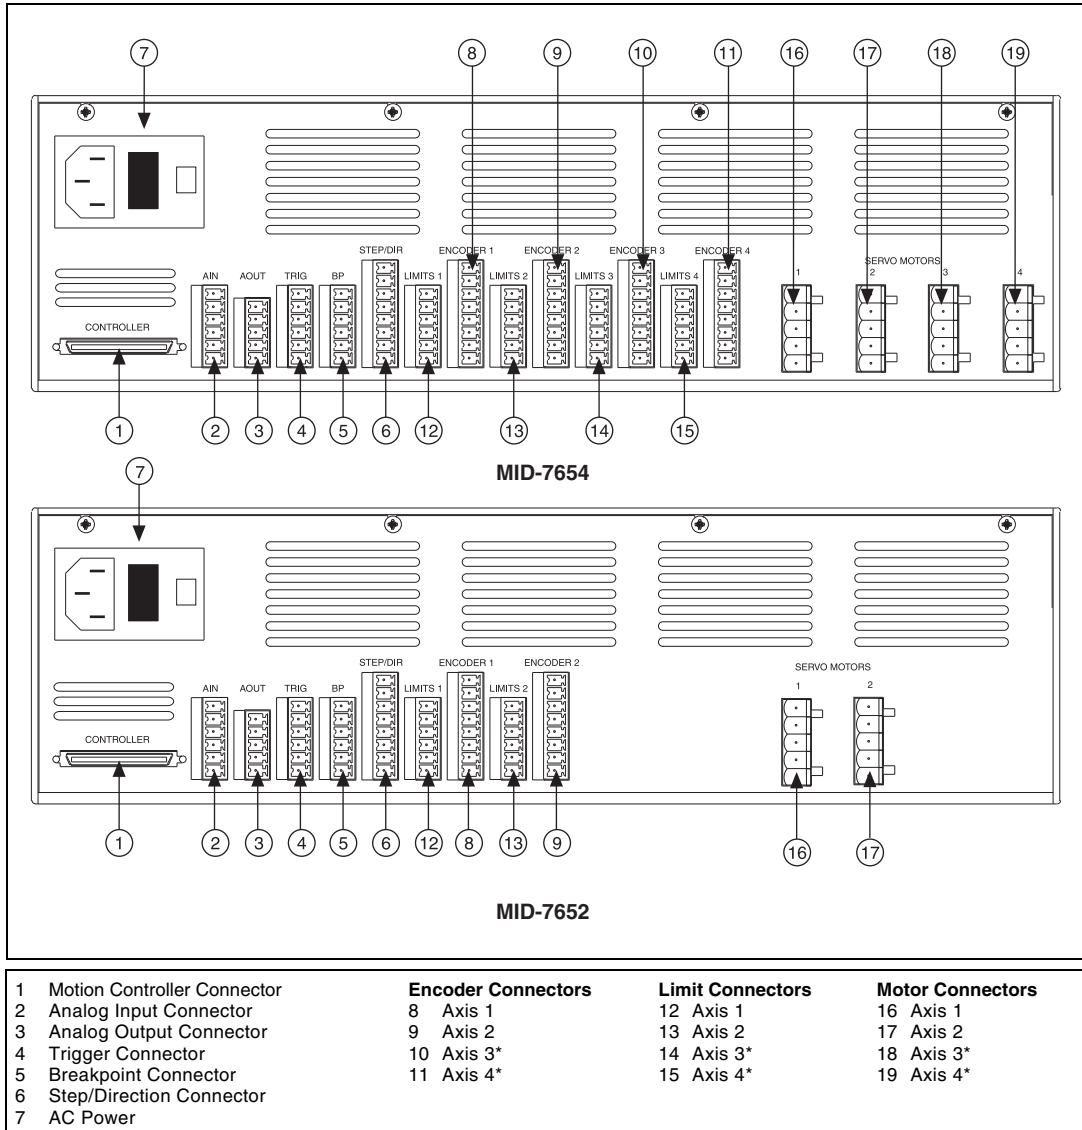 7 8 9 10 11 16 17 18 19
STEP/DIR ENCODER 1 ENCODER 2 ENCODER 3 ENCODER 4
SERVO MOTORS
1 2 3 4
AIN AOUT TRIG BP LIMITS 1 LIMITS 2 LIMITS 3 LIMITS 4
CONTROLLER
1 2 3 4 5 6 12 13 14 15
MID-7654
7
STEP/DIR ENCODER 1 ENCODER 2
SERVO MOTORS
1 2
AIN AOUT TRIG BP LIMITS 1 LIMITS 2
CONTROLLER
1 2 3 4 5 6 12 8 13 9 16 17
MID-7652
1 Motion Controller Connector
2 Analog Input Connector
3 Analog Output Connector
4 Trigger Connector
5 Breakpoint Connector
6 Step/Direction Connector
7 AC Power
Encoder Connectors
8 Axis 1
9 Axis 2
10 Axis 3*
11 Axis 4*
Limit Connectors
12 Axis 1
13 Axis 2
14 Axis 3*
15 Axis 4*
Motor Connectors
16 Axis 1
17 Axis 2
18 Axis 3*
19 Axis 4*